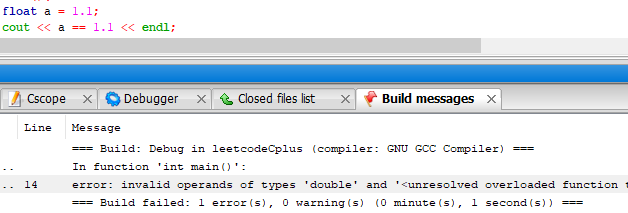 float a = 1.1;
cout << a == 1.1 << endl;
Cscope Debugger Closed files list Build messages
Line Message
=== Build: Debug in leetcodeCplus (compiler: GNU GCC Compiler) ===
.. In function 'int main()':
.. 14 error: invalid operands of types 'double' and '<unresolved overloaded function t
=== Build failed: 1 error(s), 0 warning(s) (0 minute(s), 1 second(s)) ===